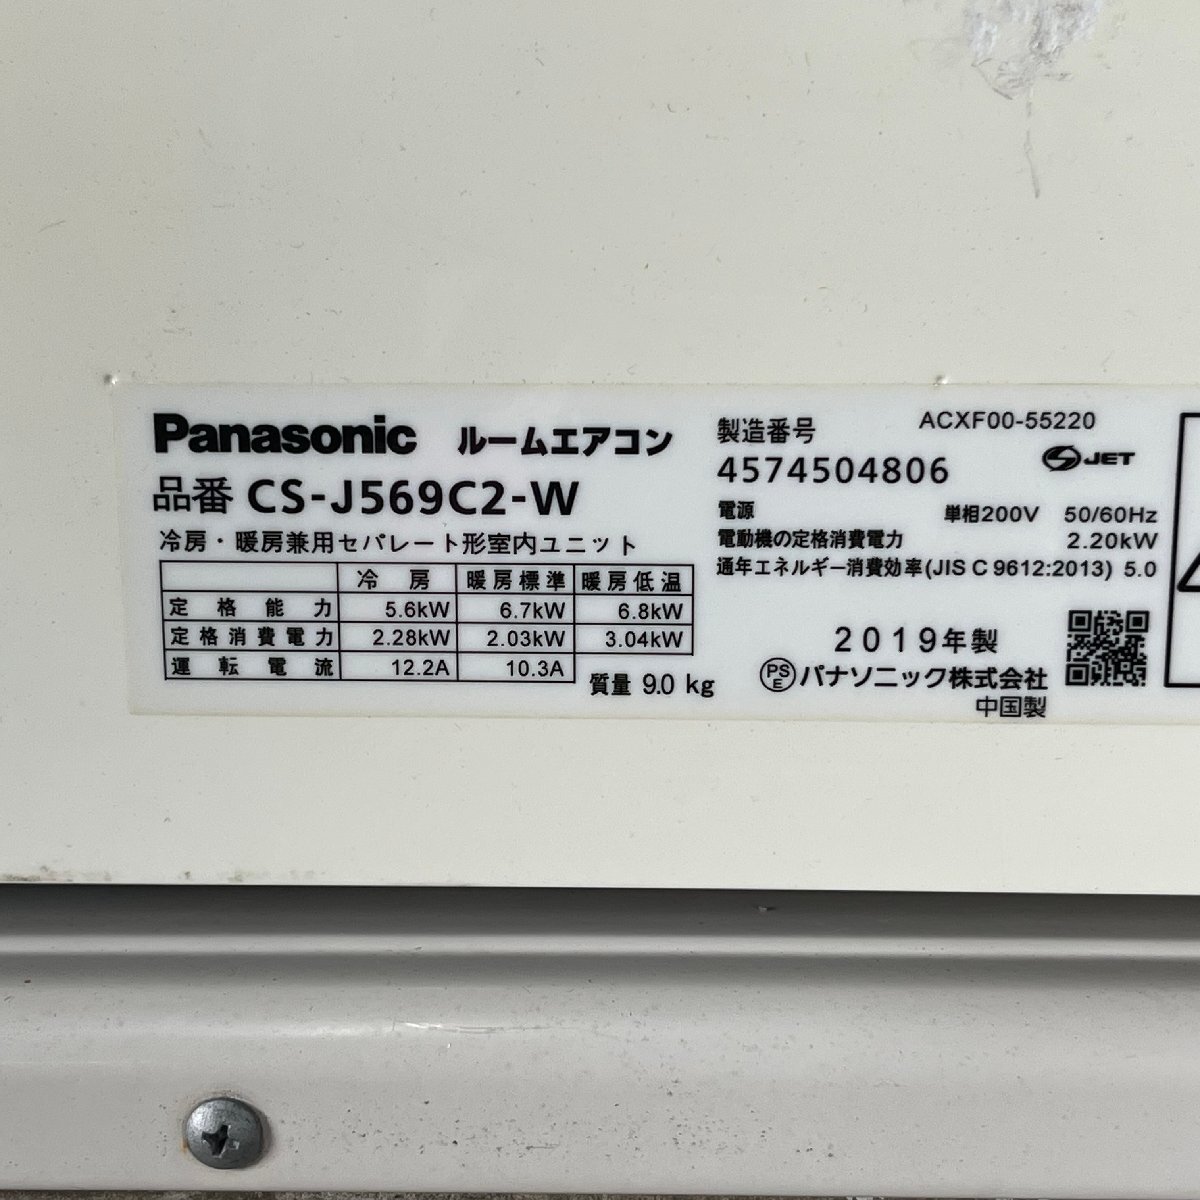 Panasonic ルームエアコン
品番 CS-J569C2-W
冷房・暖房兼用セパレート形室内ユニット
冷房 暖房標準 暖房低温
定格能力 5.6kW 6.7kW 6.8kW
定格消費電力 2.28kW 2.03kW 3.04kW
運転電流 12.2A 10.3A
質量 9.0 kg
製造番号 ACXF00-55220
4574504806 JET
電源 単相200V 50/60Hz
電動機の定格消費電力 2.20kW
通年エネルギー消費効率(JIS C 9612:2013) 5.0
2019年製
PSE パナソニック株式会社
中国製